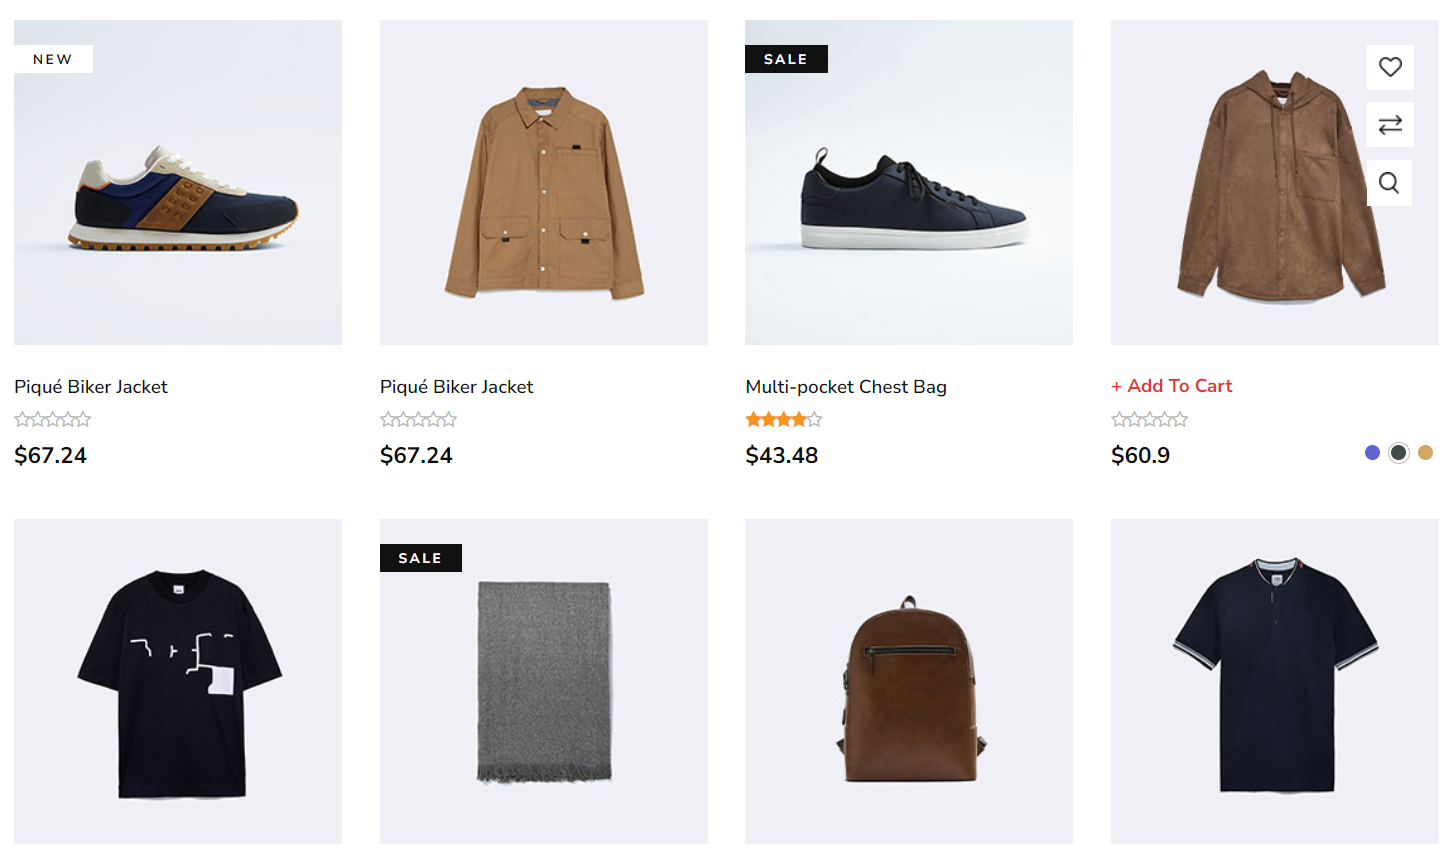 NEW
SALE
Piqué Biker Jacket
Piqué Biker Jacket
Multi-pocket Chest Bag
+ Add To Cart
$67.24
$67.24
$43.48
$60.9
SALE